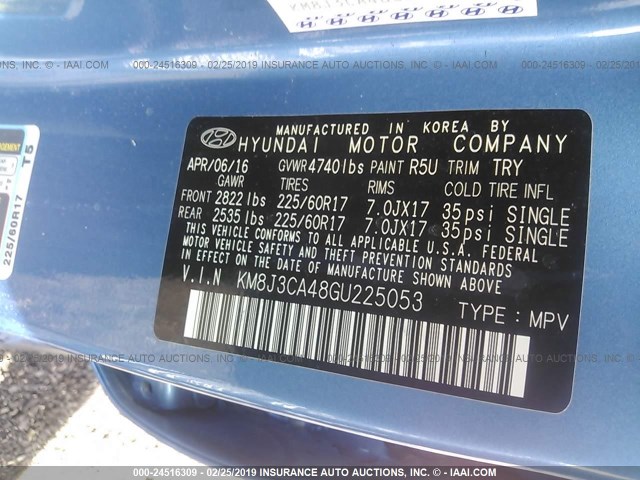 000-24516309 - 02/25/2019 INSURANCE AUTO AUCTIONS, INC. - IAAI.COM
T5
225/60R17
MANUFACTURED IN KOREA BY
HYUNDAI MOTOR COMPANY
APR/06/16 GVWR 4740lbs PAINT R5U TRIM TRY
GAWR TIRES RIMS COLD TIRE INFL
FRONT 2822lbs 225/60R17 7.0JX17 35psi SINGLE
REAR 2535lbs 225/60R17 7.0JX17 35psi SINGLE
THIS VEHICLE CONFORMS TO ALL APPLICABLE U.S.A. FEDERAL
MOTOR VEHICLE SAFETY AND THEFT PREVENTION STANDARDS
IN EFFECT ON THE DATE OF MANUFACTURE SHOWN ABOVE.
V.I.N KM8J3CA48GU225053
TYPE : MPV
000-24516309 - 02/25/2019 INSURANCE AUTO AUCTIONS, INC. - IAAI.COM